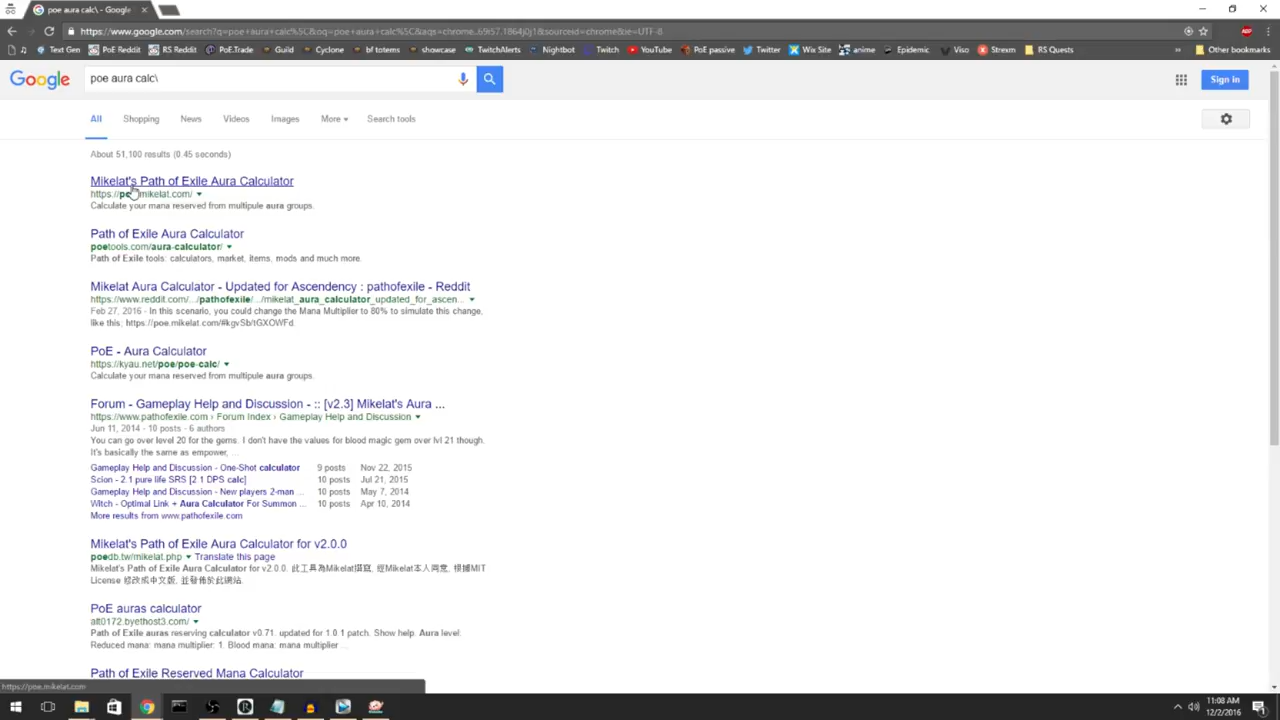 poe aura calc\ - Google
https://www.google.com/search?q=poe+aura+calc%5C&oq=poe+aura+calc%5C&aqs=chrome..69i57.1864j0j1&sourceid=chrome&ie=UTF-8
Text Gen PoE Reddit RS Reddit PoE.Trade Guild Cyclone bf totems showcase TwitchAlerts Nightbot Twitch YouTube PoE passive Twitter Wix Site anime Epidemic Viso Strexm RS Quests » Other bookmarks
Google
poe aura calc\
Sign in
All Shopping News Videos Images More Search tools
About 51,100 results (0.45 seconds)
Mikelat's Path of Exile Aura Calculator
https://poe.mikelat.com/
Calculate your mana reserved from multipule aura groups.
Path of Exile Aura Calculator
poetools.com/aura-calculator/
Path of Exile tools: calculators, market, items, mods and much more.
Mikelat Aura Calculator - Updated for Ascendency : pathofexile - Reddit
https://www.reddit.com/.../pathofexile/.../mikelat_aura_calculator_updated_for_ascen...
Feb 27, 2016 - In this scenario, you could change the Mana Multiplier to 80% to simulate this change,
like this; https://poe.mikelat.com/#kgvSb/tGXOWFd.
PoE - Aura Calculator
https://kyau.net/poe/poe-calc/
Calculate your mana reserved from multipule aura groups.
Forum - Gameplay Help and Discussion - :: [v2.3] Mikelat's Aura ...
https://www.pathofexile.com › Forum Index › Gameplay Help and Discussion
Jun 11, 2014 - 10 posts - 6 authors
You can go over level 20 for the gems. I don't have the values for blood magic gem over lvl 21 though.
It's basically the same as empower, ...
Gameplay Help and Discussion - One-Shot calculator 9 posts Nov 22, 2015
Scion - 2.1 pure life SRS [2.1 DPS calc] 10 posts Jul 21, 2015
Gameplay Help and Discussion - New players 2-man ... 10 posts May 7, 2014
Witch - Optimal Link + Aura Calculator For Summon ... 10 posts Apr 10, 2014
More results from www.pathofexile.com
Mikelat's Path of Exile Aura Calculator for v2.0.0
poedb.tw/mikelat.php Translate this page
Mikelat's Path of Exile Aura Calculator for v2.0.0. 此工具為Mikelat撰寫, 經Mikelat本人同意, 根據MIT
License 修改成中文版, 並發佈於此網站.
PoE auras calculator
alt0172.byethost3.com/
Path of Exile auras reserving calculator v0.71. updated for 1.0.1 patch. Show help. Aura level:
Reduced mana: mana multiplier: 1. Blood mana: mana multiplier ...
Path of Exile Reserved Mana Calculator
https://poe.mikelat.com
11:08 AM
12/2/2016